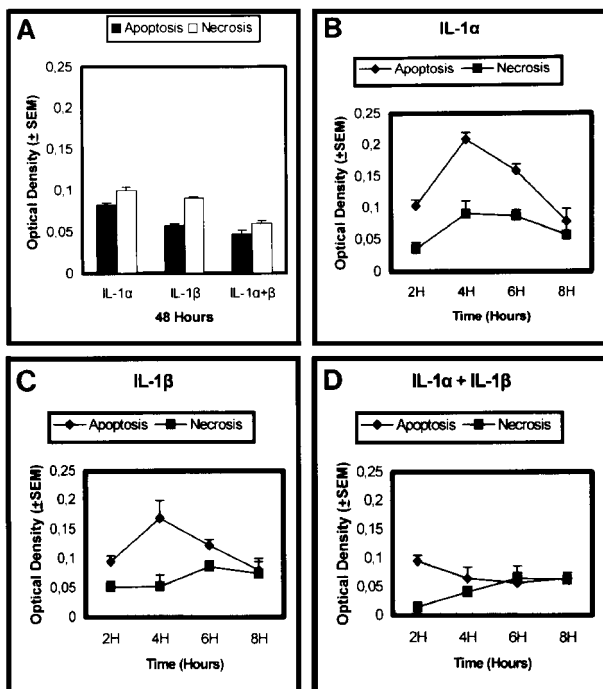 A
Apoptosis Necrosis
Optical Density (± SEM)
0,25
0,2
0,15
0,1
0,05
0
IL-1α IL-1β IL-1α+β
48 Hours
B
IL-1α
Apoptosis Necrosis
Optical Density (±SEM)
0,25
0,2
0,15
0,1
0,05
0
2H 4H 6H 8H
Time (Hours)
C
IL-1β
Apoptosis Necrosis
Optical Density (±SEM)
0,25
0,2
0,15
0,1
0,05
0
2H 4H 6H 8H
Time (Hours)
D
IL-1α + IL-1β
Apoptosis Necrosis
Optical Density (±SEM)
0,25
0,2
0,15
0,1
0,05
0
2H 4H 6H 8H
Time (Hours)